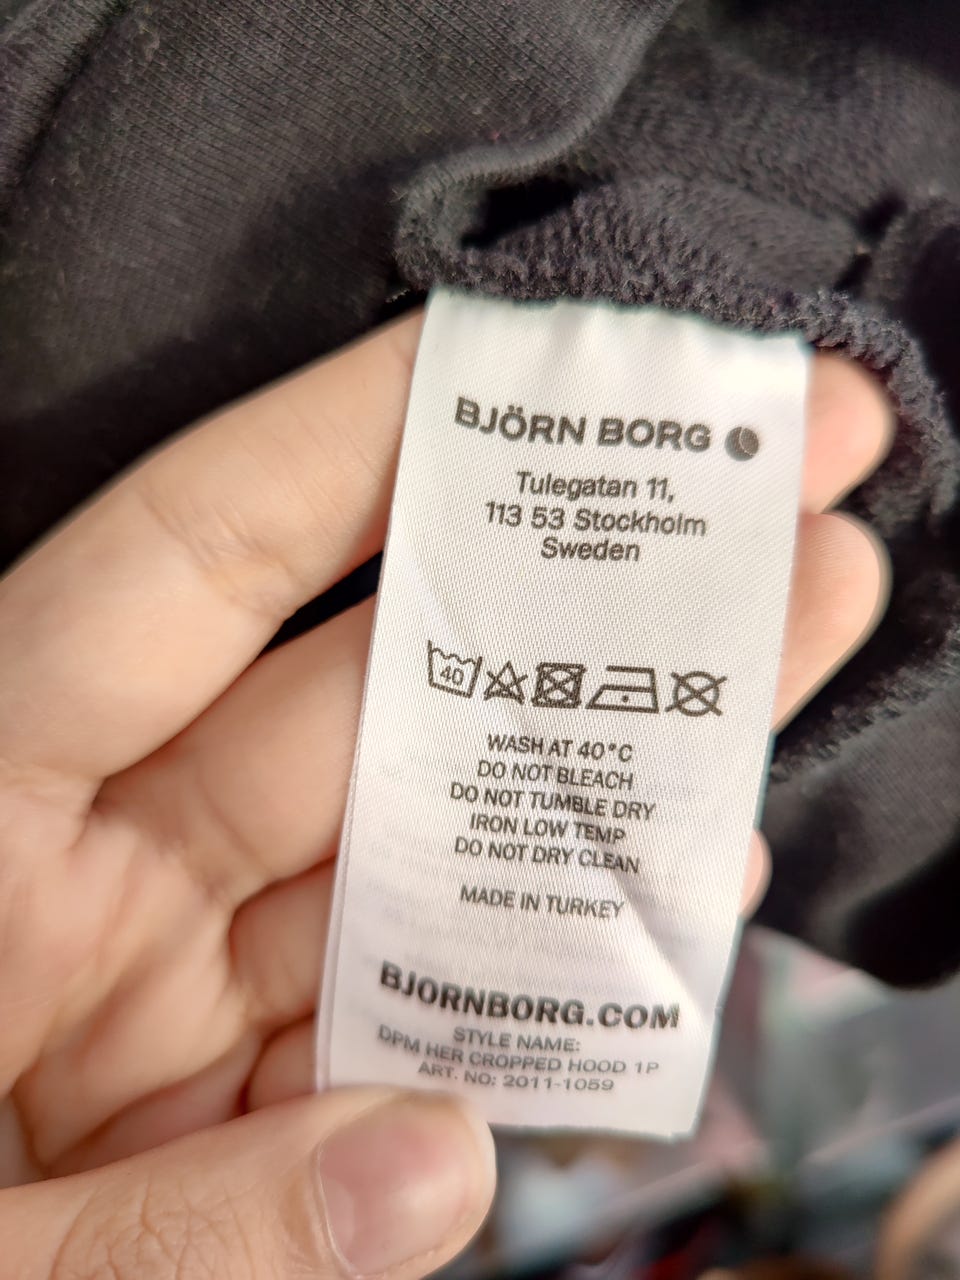 BJÖRN BORG
Tulegatan 11,
113 53 Stockholm
Sweden
40
WASH AT 40°C
DO NOT BLEACH
DO NOT TUMBLE DRY
IRON LOW TEMP
DO NOT DRY CLEAN
MADE IN TURKEY
BJORNBORG.COM
STYLE NAME:
DPM HER CROPPED HOOD 1P
ART. NO: 2011-1059